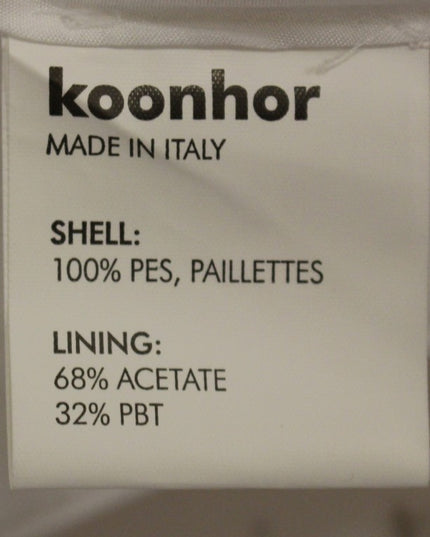 koonhor
MADE IN ITALY
SHELL:
100% PES, PAILLETTES
LINING:
68% ACETATE
32% PBT